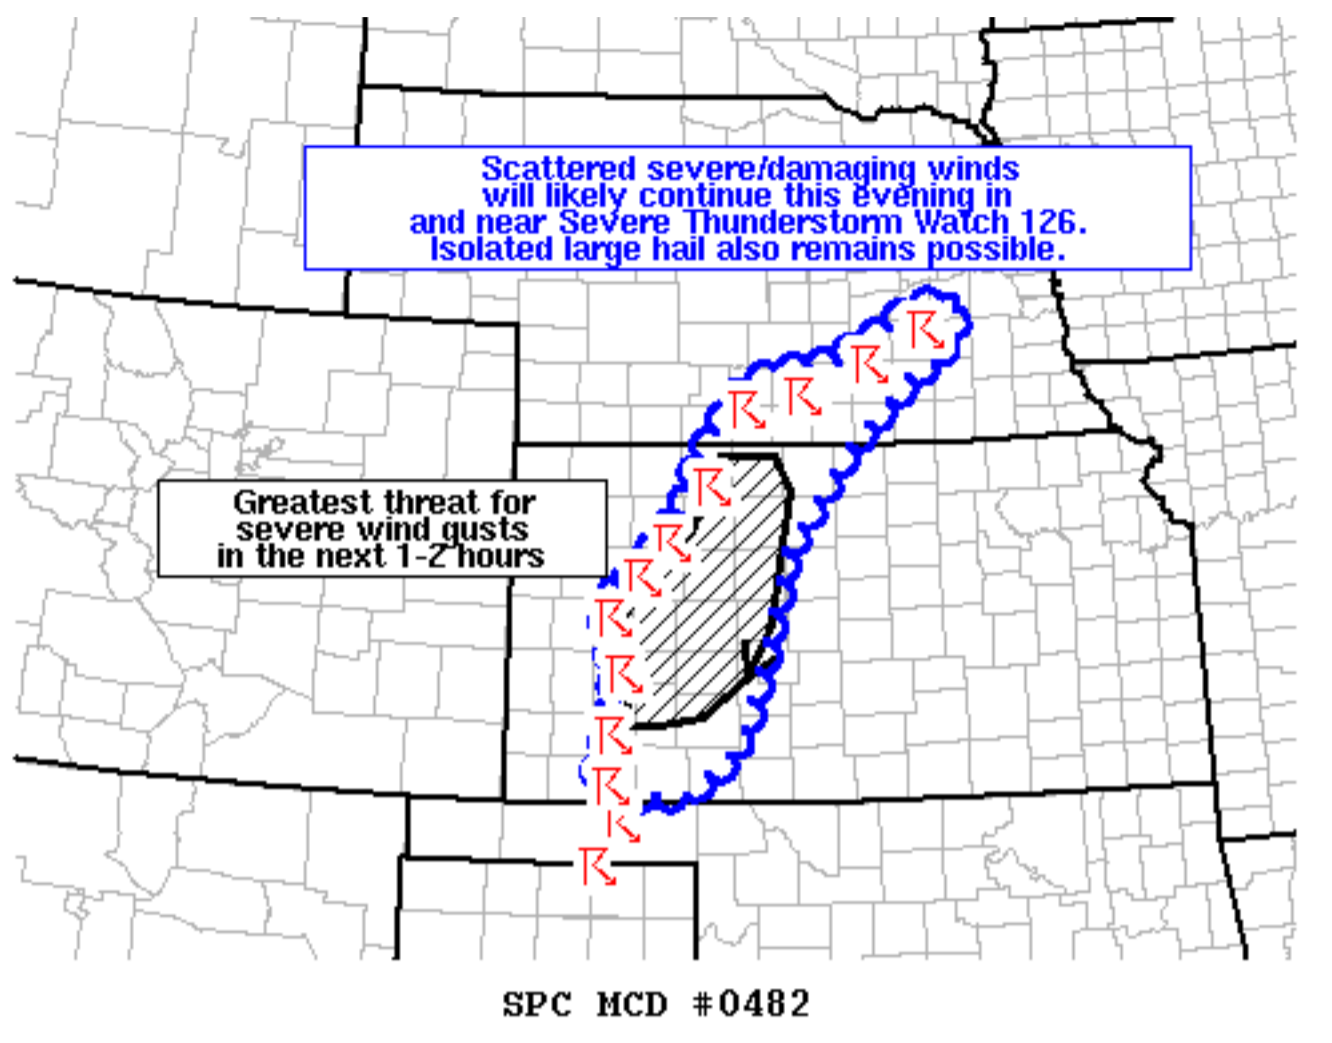 Scattered severe/damaging winds
will likely continue this evening in
and near Severe Thunderstorm Watch 126.
Isolated large hail also remains possible.
Greatest threat for
severe wind gusts
in the next 1-2 hours
SPC MCD #0482